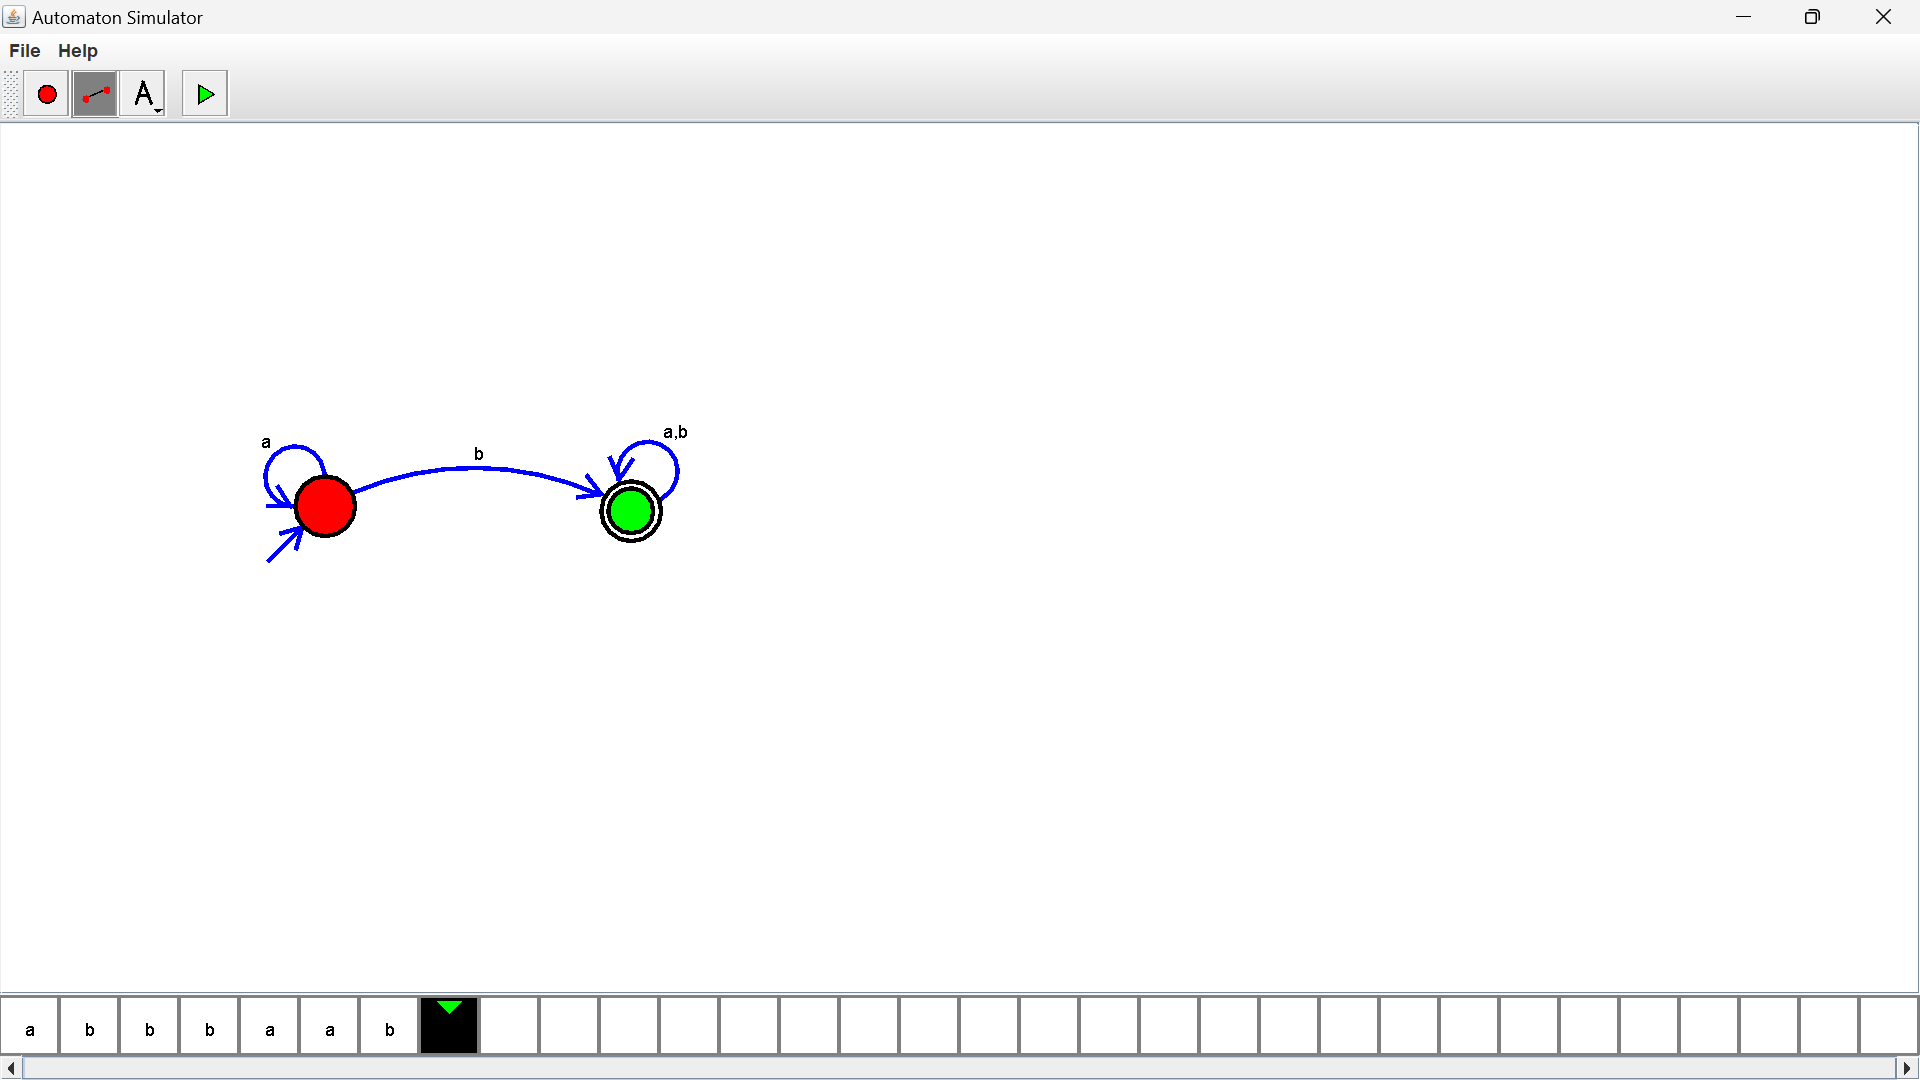 Automaton Simulator
File Help
A
a
b
a,b
a b b b a a b